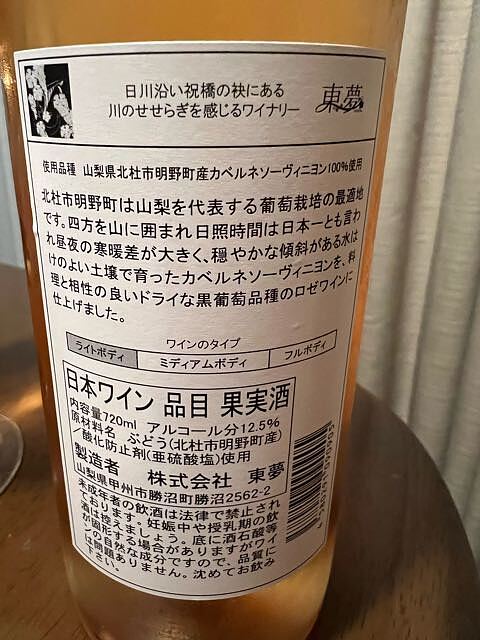 日川沿い祝橋の袂にある
川のせせらぎを感じるワイナリー
東夢
使用品種 山梨県北杜市明野町産カベルネソーヴィニヨン100%使用
北杜市明野町は山梨を代表する葡萄栽培の最適地
です。四方を山に囲まれ日照時間は日本一とも言わ
れ昼夜の寒暖差が大きく、穏やかな傾斜がある水は
けのよい土壌で育ったカベルネソーヴィニヨンを、料
理と相性の良いドライな黒葡萄品種のロゼワインに
仕上げました。
ワインのタイプ
ライトボディ ミディアムボディ フルボディ
日本ワイン 品目 果実酒
内容量720ml アルコール分12.5%
原材料名 ぶどう(北杜市明野町産)
酸化防止剤(亜硫酸塩)使用
製造者 株式会社 東夢
山梨県甲州市勝沼町勝沼2562-2
未成年者の飲酒は法律で禁止され
ております。妊娠中や授乳期の飲
酒は控えましょう。底に酒石酸等
が固形する場合がありますがワイ
ンの自然な成分ですので、品質に
は問題ありません。沈めてお飲み
下さい。